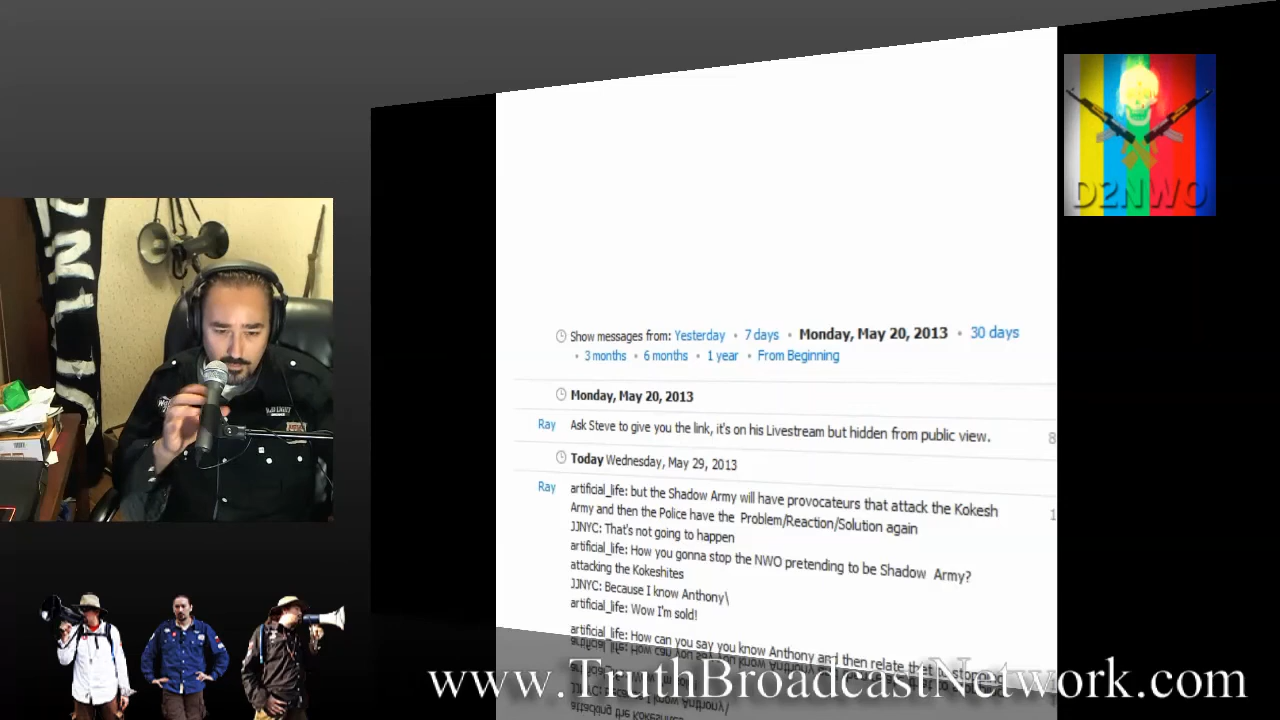 D2NWO
Show messages from: Yesterday • 7 days • Monday, May 20, 2013 • 30 days
• 3 months • 6 months • 1 year • From Beginning
Monday, May 20, 2013
Ray Ask Steve to give you the link, it's on his Livestream but hidden from public view. 8
Today Wednesday, May 29, 2013
Ray artificial_life: but the Shadow Army will have provocateurs that attack the Kokesh 1
Army and then the Police have the Problem/Reaction/Solution again
JJNYC: That's not going to happen
artificial_life: How you gonna stop the NWO pretending to be Shadow Army?
attacking the Kokeshites
JJNYC: Because I know Anthony\
artificial_life: Wow I'm sold!
artificial_life: How can you say you know Anthony and then relate that
www.TruthBroadcastNetwork.com